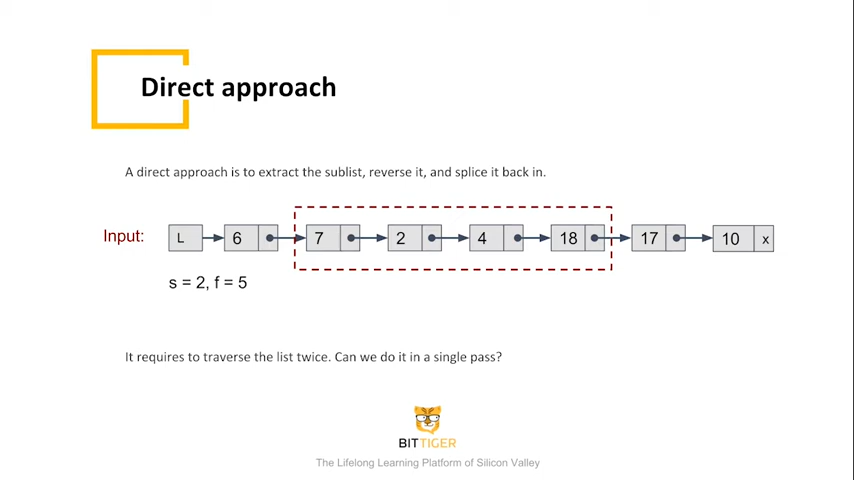 Direct approach
A direct approach is to extract the sublist, reverse it, and splice it back in.
Input: L 6 7 2 4 18 17 10 x
s = 2, f = 5
It requires to traverse the list twice. Can we do it in a single pass?
BITTIGER
The Lifelong Learning Platform of Silicon Valley